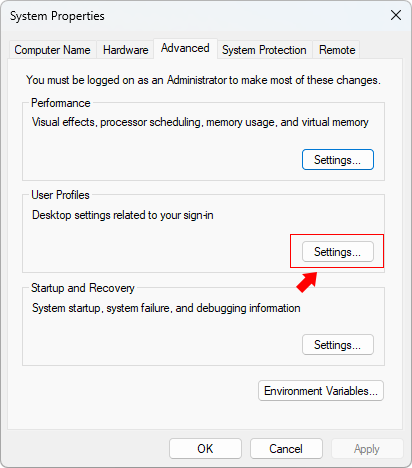 System Properties
Computer Name Hardware Advanced System Protection Remote
You must be logged on as an Administrator to make most of these changes.
Performance
Visual effects, processor scheduling, memory usage, and virtual memory
Settings...
User Profiles
Desktop settings related to your sign-in
Settings...
Startup and Recovery
System startup, system failure, and debugging information
Settings...
Environment Variables...
OK Cancel Apply